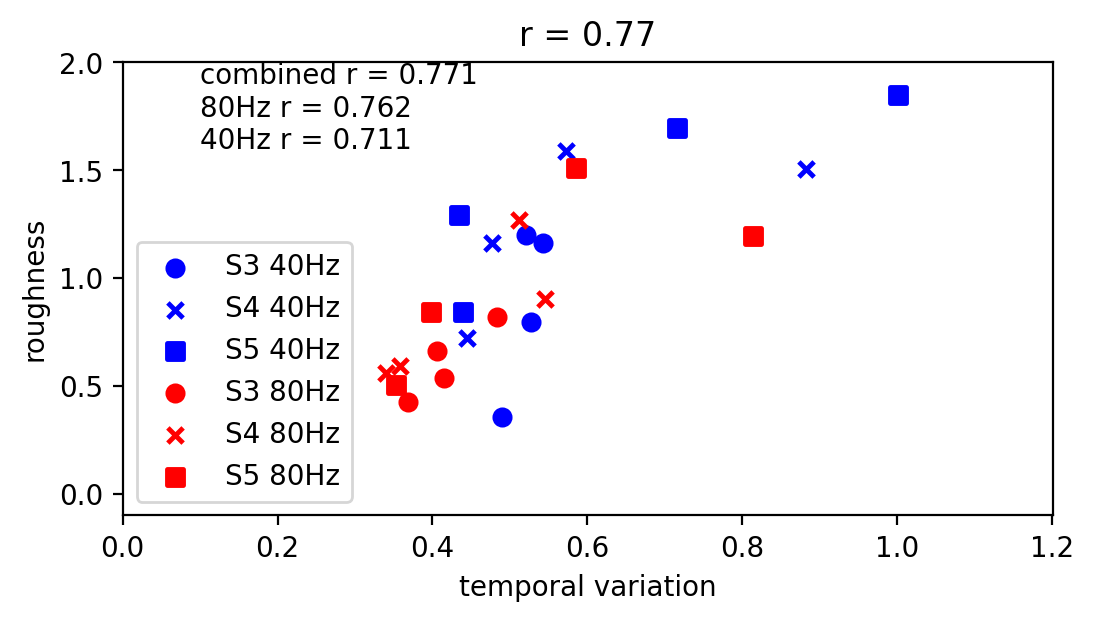 r = 0.77
combined r = 0.771
80Hz r = 0.762
40Hz r = 0.711
2.0
1.5
1.0
0.5
0.0
roughness
S3 40Hz
S4 40Hz
S5 40Hz
S3 80Hz
S4 80Hz
S5 80Hz
0.0 0.2 0.4 0.6 0.8 1.0 1.2
temporal variation